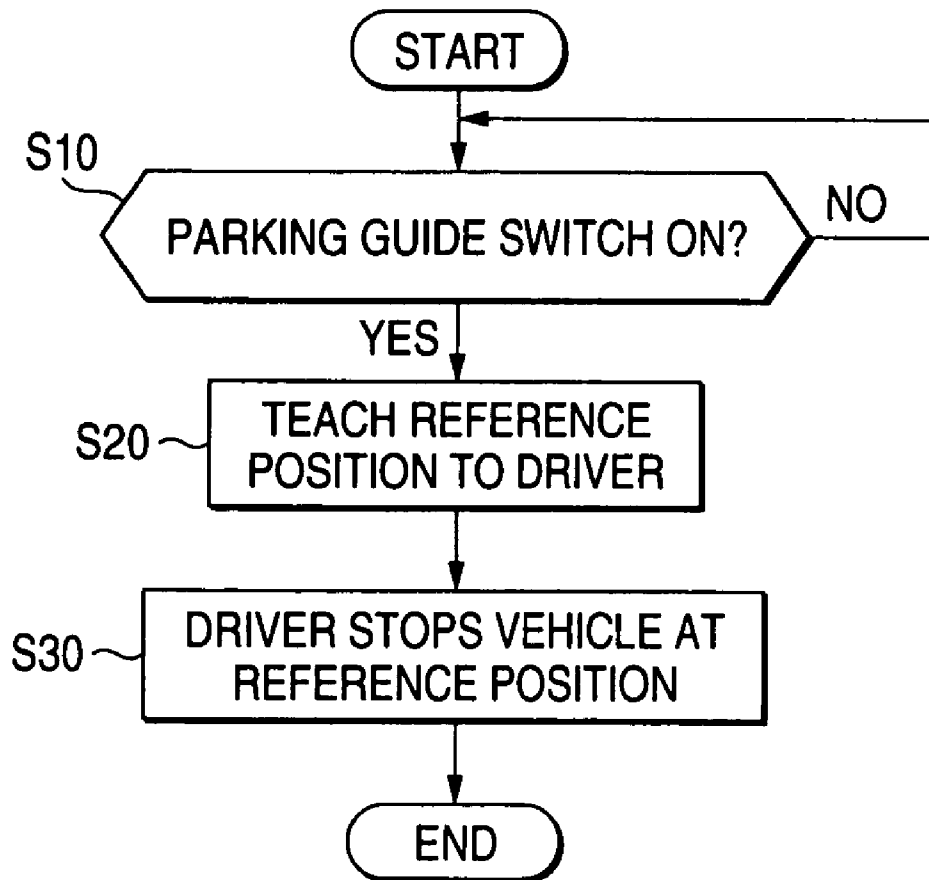 START
S10
PARKING GUIDE SWITCH ON?
NO
YES
S20
TEACH REFERENCE
POSITION TO DRIVER
S30
DRIVER STOPS VEHICLE AT
REFERENCE POSITION
END